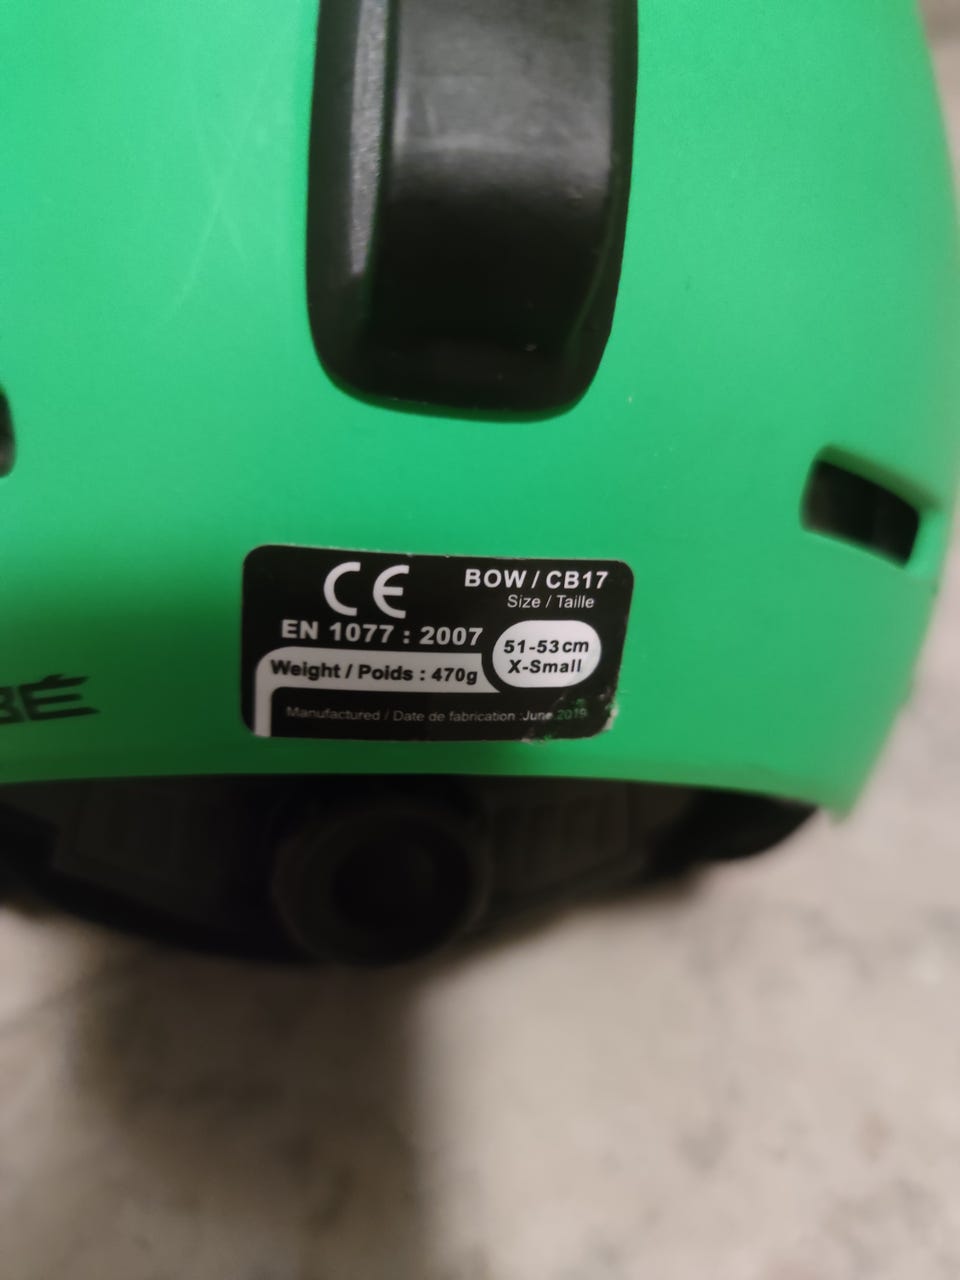 CE
BOW / CB17
Size / Taille
EN 1077 : 2007
51-53cm
X-Small
Weight / Poids : 470g
Manufactured / Date de fabrication :June 2019
BÉ